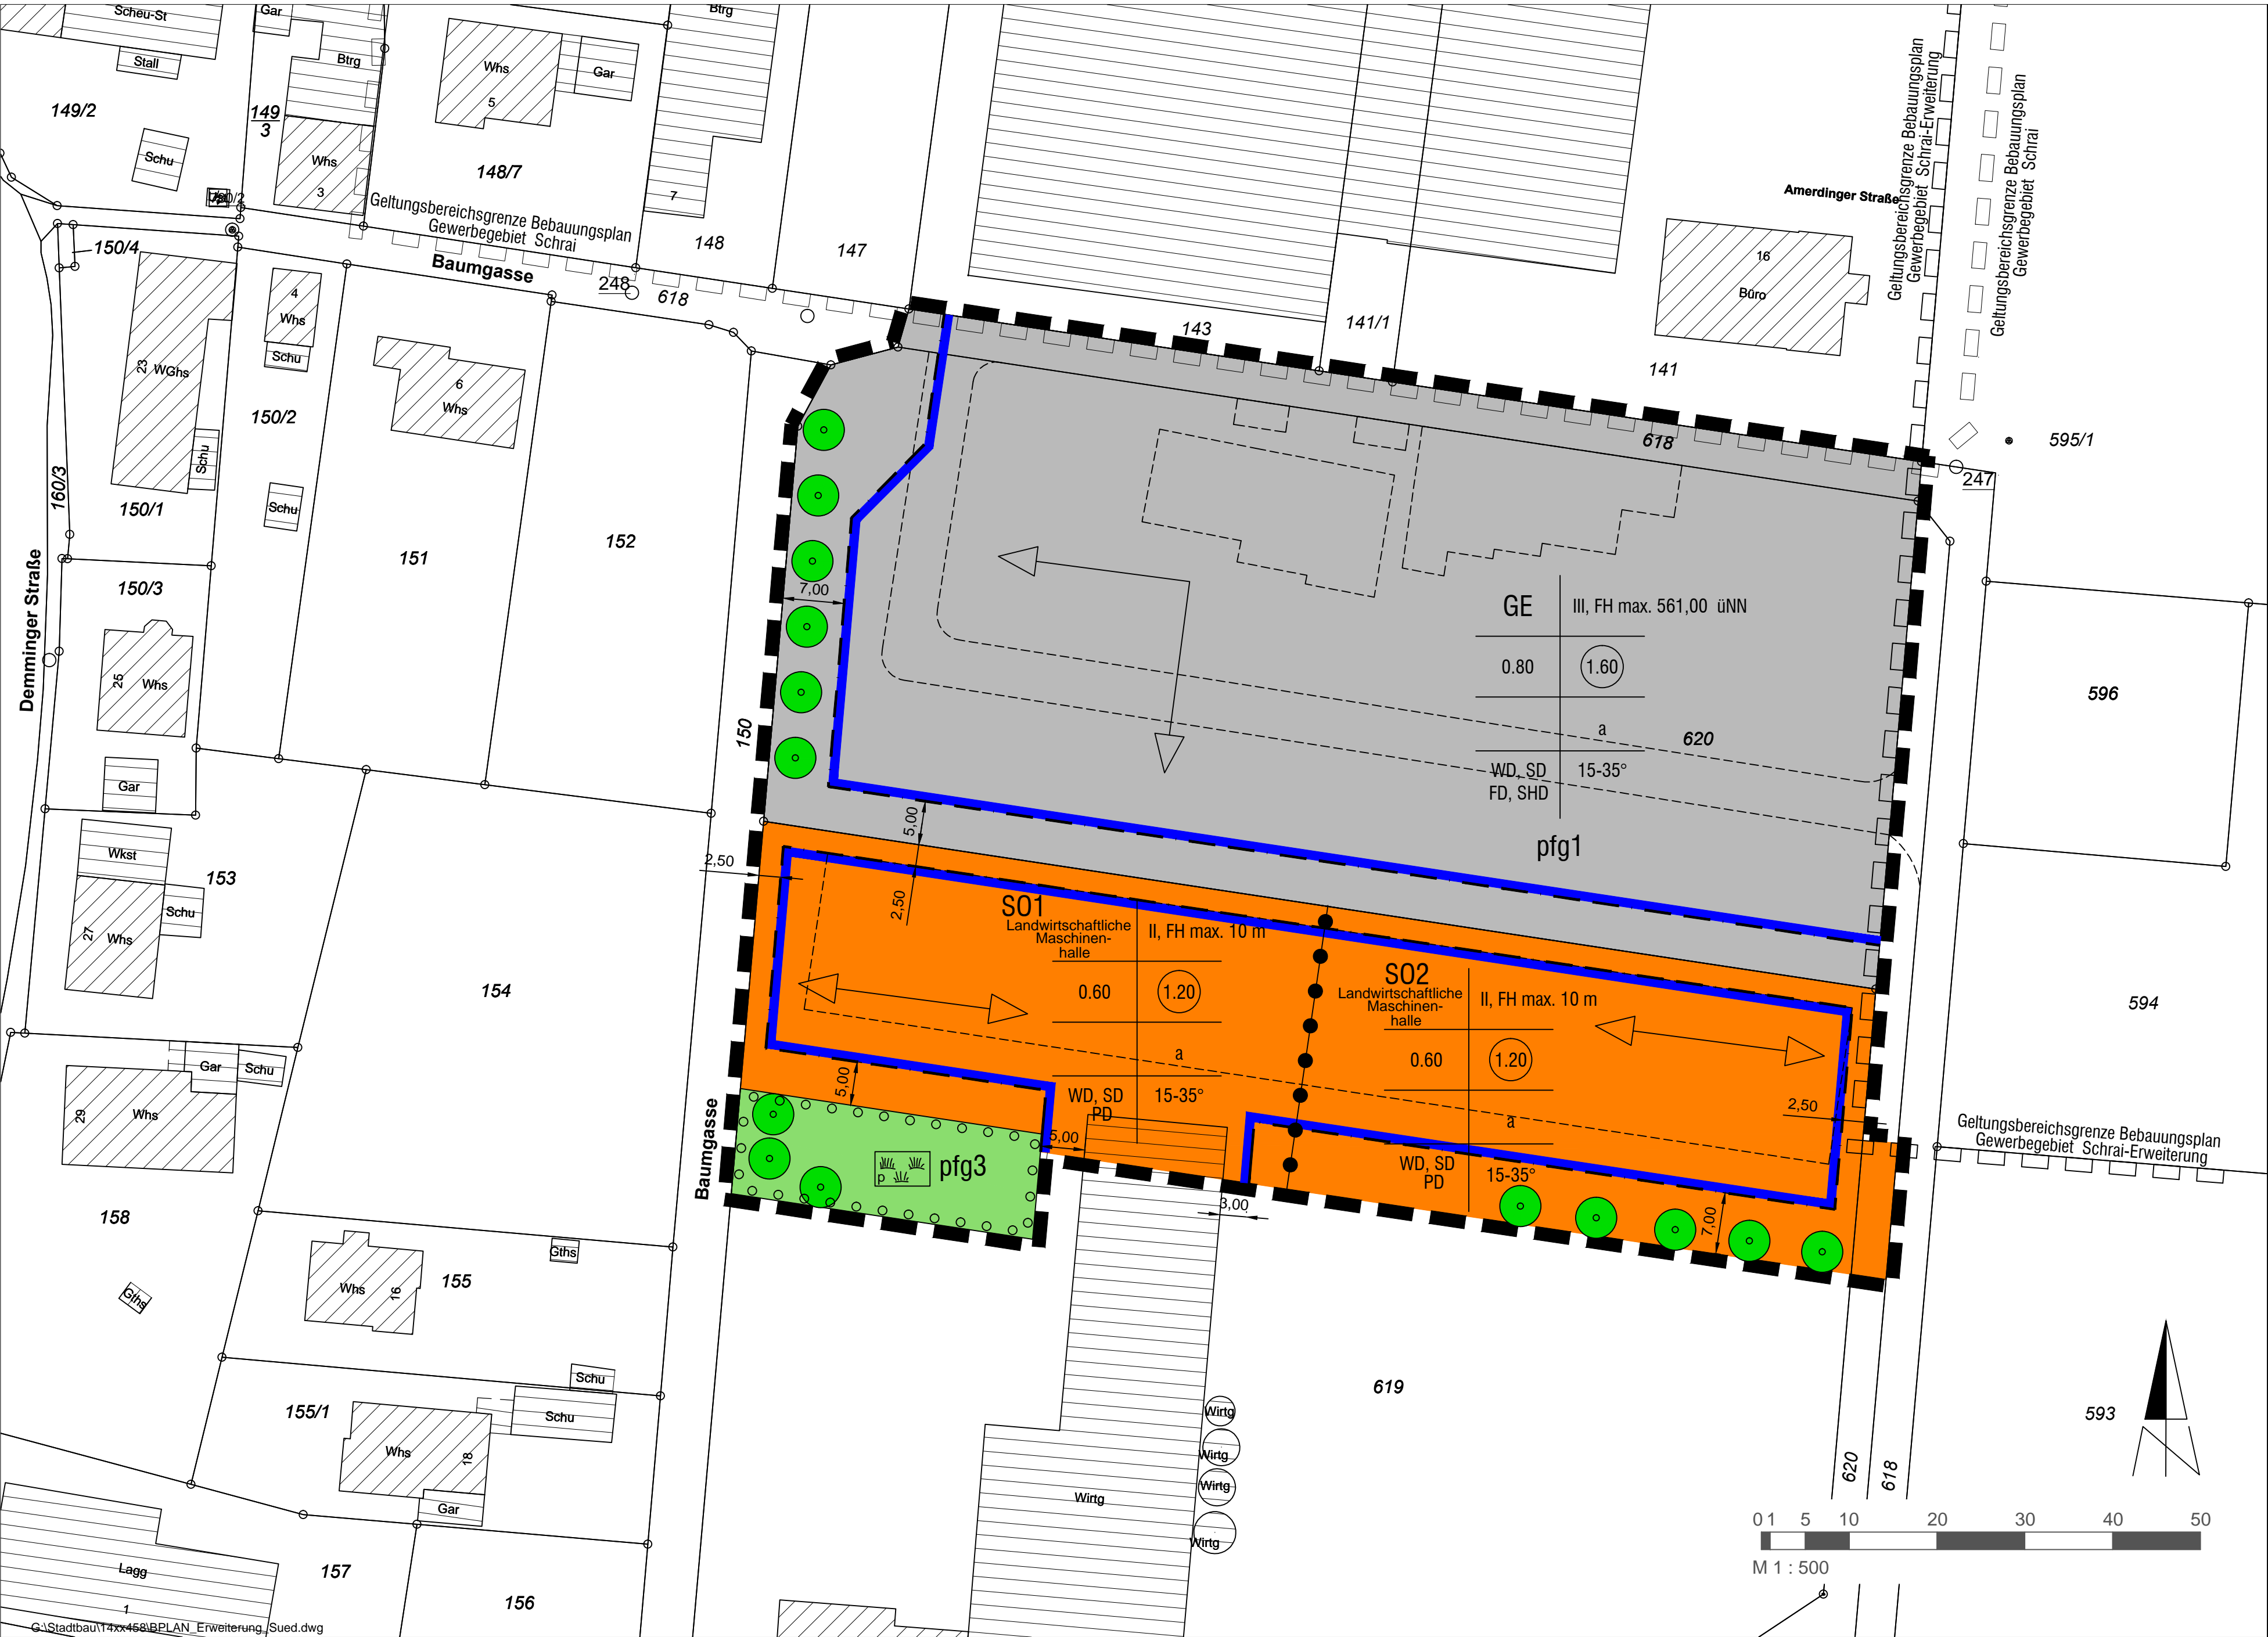 Scheu-St
Gar
Btrg
Stall
Btrg
Whs
5
Gar
149/2
149
3
Schu
Whs
3
148/7
7
Geltungsbereichsgrenze Bebauungsplan
Gewerbegebiet Schrai
148
147
Amerdinger Straße
Geltungsbereichsgrenze Bebauungsplan
Gewerbegebiet Schrai-Erweiterung
Geltungsbereichsgrenze Bebauungsplan
Gewerbegebiet Schrai
16
Büro
150/4
Baumgasse
248
618
143
141/1
141
4
Whs
Schu
23
WGhs
6
Whs
150/2
Schu
618
595/1
247
160/3
150/1
Schu
151
152
Demminger Straße
150/3
7,00
GE
III, FH max. 561,00 üNN
0.80
1.60
a
620
WD, SD
FD, SHD
15-35°
pfg1
596
25
Whs
150
Gar
5,00
2,50
2,50
Wkst
153
Schu
27
Whs
154
SO1
Landwirtschaftliche
Maschinen-
halle
II, FH max. 10 m
0.60
1.20
a
WD, SD
PD
15-35°
SO2
Landwirtschaftliche
Maschinen-
halle
II, FH max. 10 m
0.60
1.20
a
WD, SD
PD
15-35°
594
Gar
Schu
29
Whs
5,00
5,00
2,50
Baumgasse
pfg3
p
3,00
7,00
Geltungsbereichsgrenze Bebauungsplan
Gewerbegebiet Schrai-Erweiterung
158
Gths
Gths
Whs
16
155
619
593
Schu
155/1
Schu
Whs
18
Gar
Wirtg
Wirtg
Wirtg
Wirtg
Wirtg
620
618
0 1 5 10 20 30 40 50
M 1 : 500
Lagg
1
157
156
G:\Stadtbau\14xx458\BPLAN_Erweiterung_Sued.dwg